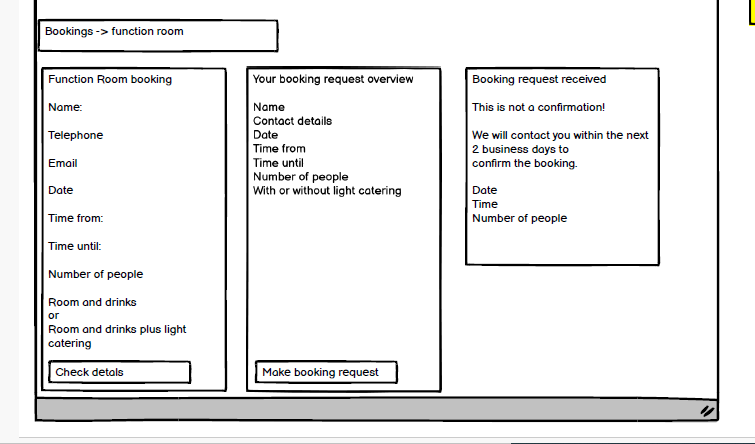 Bookings -> function room
Function Room booking
Name:
Telephone
Email
Date
Time from:
Time until:
Number of people
Room and drinks
or
Room and drinks plus light
catering
Check detals
Your booking request overview
Name
Contact details
Date
Time from
Time until
Number of people
With or without light catering
Make booking request
Booking request received
This is not a confirmation!
We will contact you within the next
2 business days to
confirm the booking.
Date
Time
Number of people